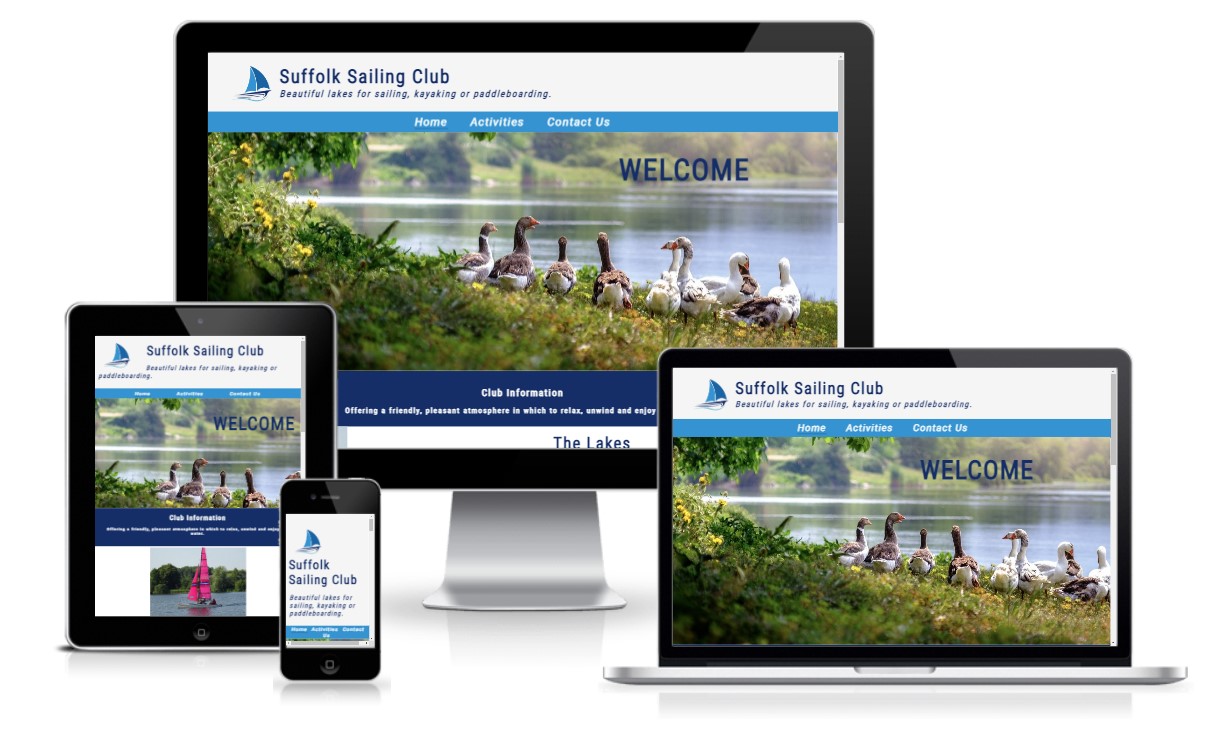 Suffolk Sailing Club
Beautiful lakes for sailing, kayaking or paddleboarding.
Home Activities Contact Us
WELCOME
Club Information
Offering a friendly, pleasant atmosphere in which to relax, unwind and enjoy
The Lakes
Suffolk Sailing Club
Beautiful lakes for sailing, kayaking or
paddleboarding.
Home Activities Contact Us
WELCOME
Club Information
Offering a friendly, pleasant atmosphere in which to relax, unwind and enjoy
water.
Suffolk
Sailing Club
Beautiful lakes for
sailing, kayaking or
paddleboarding.
Home Activities Contact
Us
Suffolk Sailing Club
Beautiful lakes for sailing, kayaking or paddleboarding.
Home Activities Contact Us
WELCOME